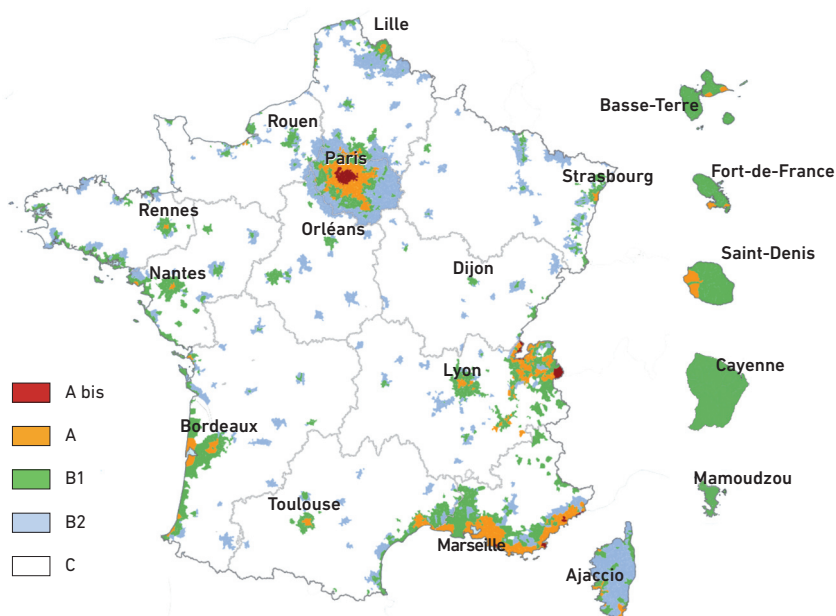 Lille
Basse-Terre
Rouen
Paris
Strasbourg
Fort-de-France
Rennes
Orléans
Saint-Denis
Nantes
Dijon
Lyon
Cayenne
A bis
A
Bordeaux
B1
Mamoudzou
Toulouse
B2
Marseille
C
Ajaccio